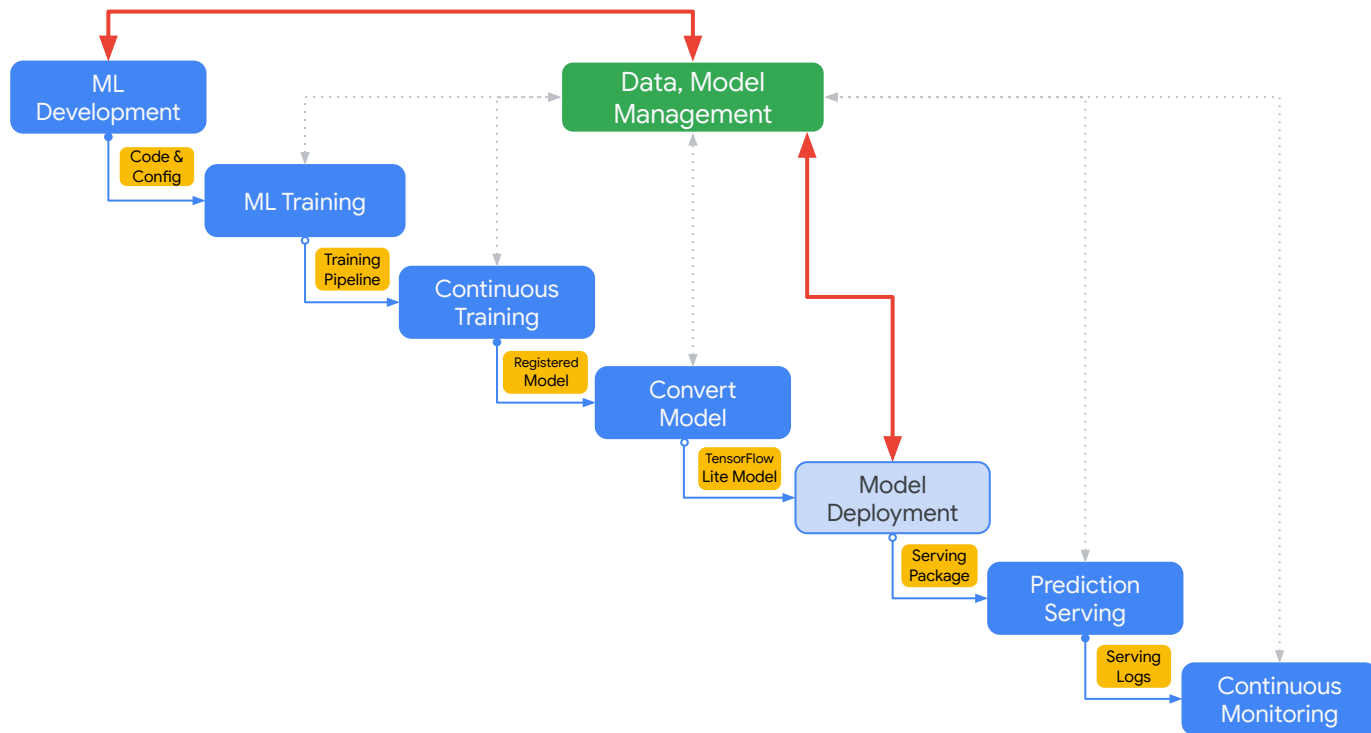 ML
Development
Data, Model
Management
Code &
Config
ML Training
Training
Pipeline
Continuous
Training
Registered
Model
Convert
Model
TensorFlow
Lite Model
Model
Deployment
Serving
Package
Prediction
Serving
Serving
Logs
Continuous
Monitoring